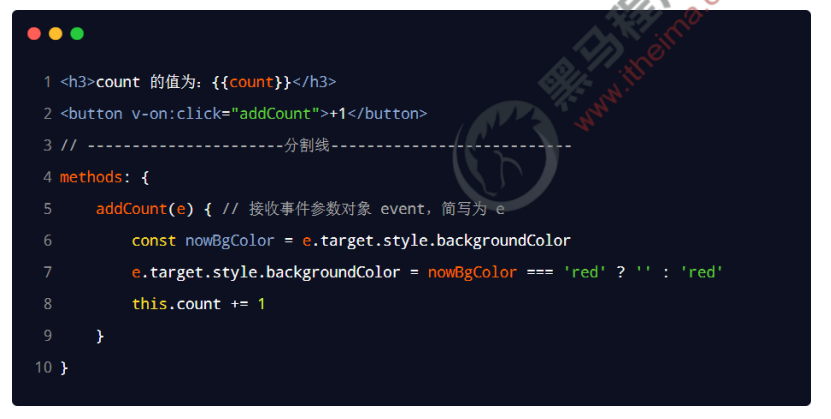 黑马程序
www.itheima.c
1 <h3>count 的值为：{{count}}</h3>
2 <button v-on:click="addCount">+1</button>
3 // ----------------------分割线---------------------------
4 methods: {
5     addCount(e) { // 接收事件参数对象 event，简写为 e
6         const nowBgColor = e.target.style.backgroundColor
7         e.target.style.backgroundColor = nowBgColor === 'red' ? '' : 'red'
8         this.count += 1
9     }
10 }